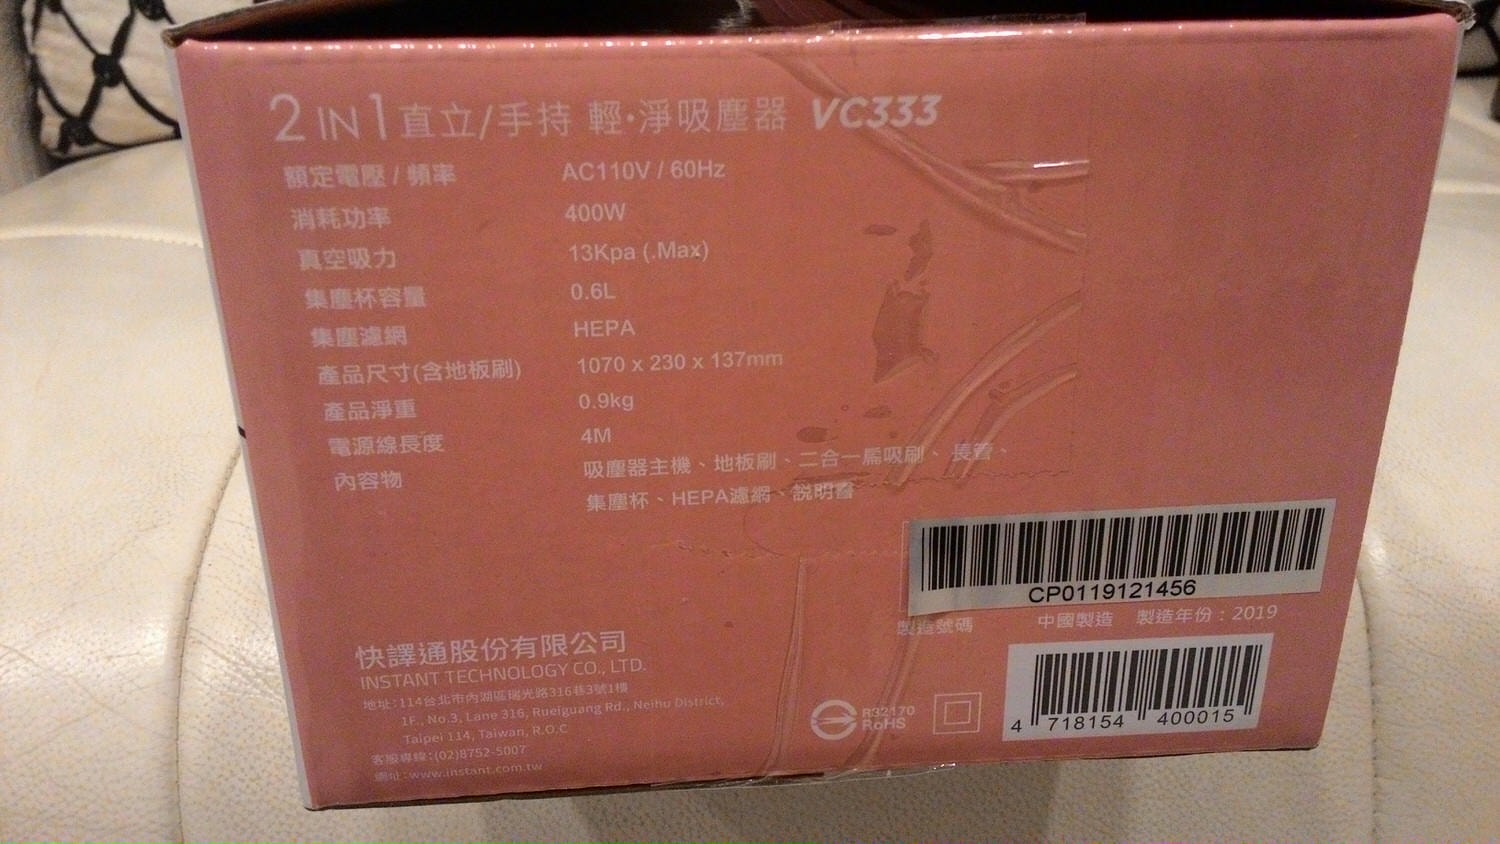 2 IN 1 直立/手持 輕·淨吸塵器 VC333
額定電壓 / 頻率 AC110V / 60Hz
消耗功率 400W
真空吸力 13Kpa (.Max)
集塵杯容量 0.6L
集塵濾網 HEPA
產品尺寸(含地板刷) 1070 x 230 x 137mm
產品淨重 0.9kg
電源線長度 4M
內容物 吸塵器主機、地板刷、二合一扁吸刷、長管、
集塵杯、HEPA濾網、說明書
CP0119121456
製造號碼 中國製造 製造年份：2019
快譯通股份有限公司
INSTANT TECHNOLOGY CO., LTD.
地址：114台北市內湖區瑞光路316巷3號1樓
1F., No.3, Lane 316, Rueiguang Rd., Neihu District,
Taipei 114, Taiwan, R.O.C
客服專線：(02)8752-5007
網址：www.instant.com.tw
R32170
RoHS
4 718154 400015